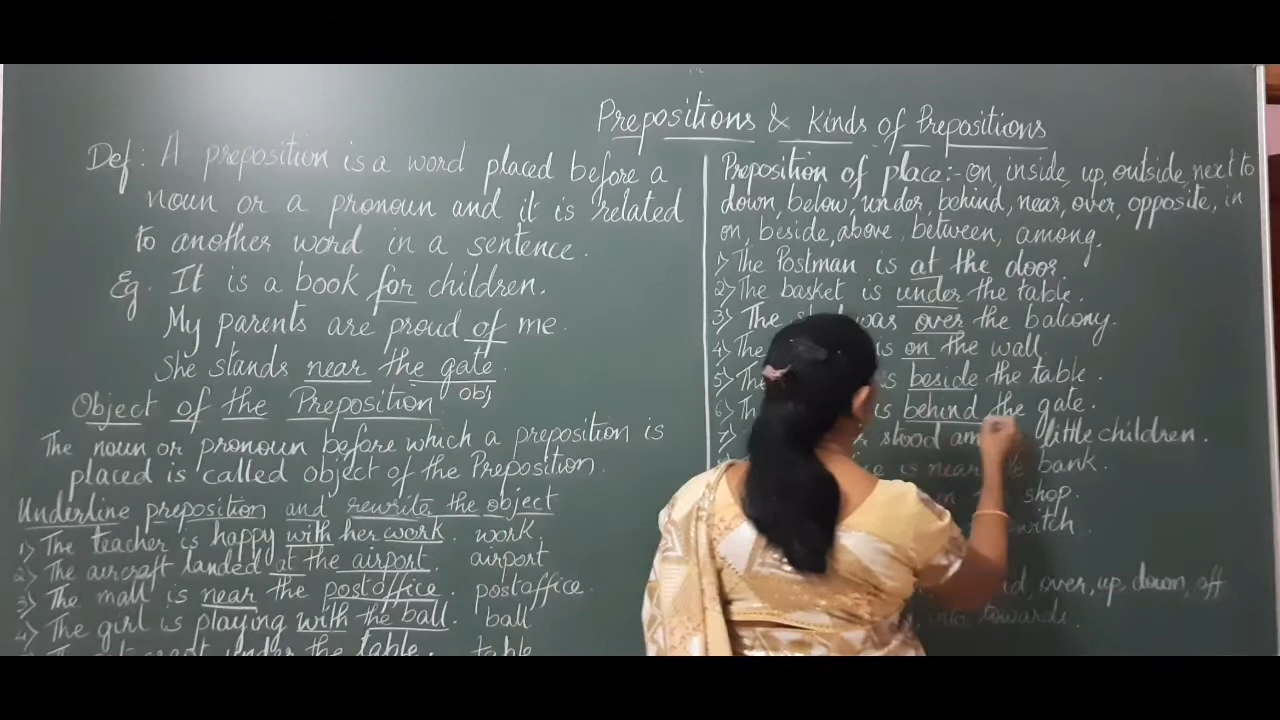 Prepositions & Kinds of Prepositions
Def: A preposition is a word placed before a
noun or a pronoun and it is related
to another word in a sentence.
Eg. It is a book for children.
My parents are proud of me.
She stands near the gate.
obj
Object of the Preposition
The noun or pronoun before which a preposition is
placed is called object of the Preposition.
Underline preposition and rewrite the object
1) The teacher is happy with her work. work.
2) The aircraft landed at the airport. airport
3) The mall is near the postoffice. postoffice.
4) The girl is playing with the ball. ball
under the table. table
Preposition of place:- on, inside, up, outside, next to
down, below, under, behind, near, over, opposite, in
on, beside, above, between, among.
1) The Postman is at the door.
2) The basket is under the table.
3) The was over the balcony.
4) The is on the wall
5) The beside the table.
6) is behind the gate.
7) stood little children.
is near bank.
shop.
over, up, down, off
into, towards.